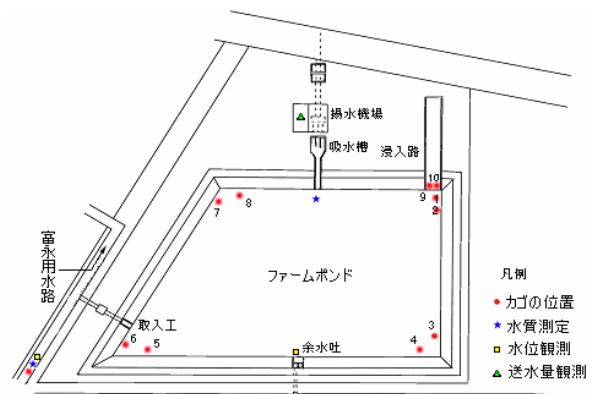 揚水機場
吸水槽
浸入路
10
9
1
2
7
8
富永用水路
ファームポンド
凡例
カゴの位置
取入工
水質測定
余水吐
3
6
5
4
水位観測
送水量観測